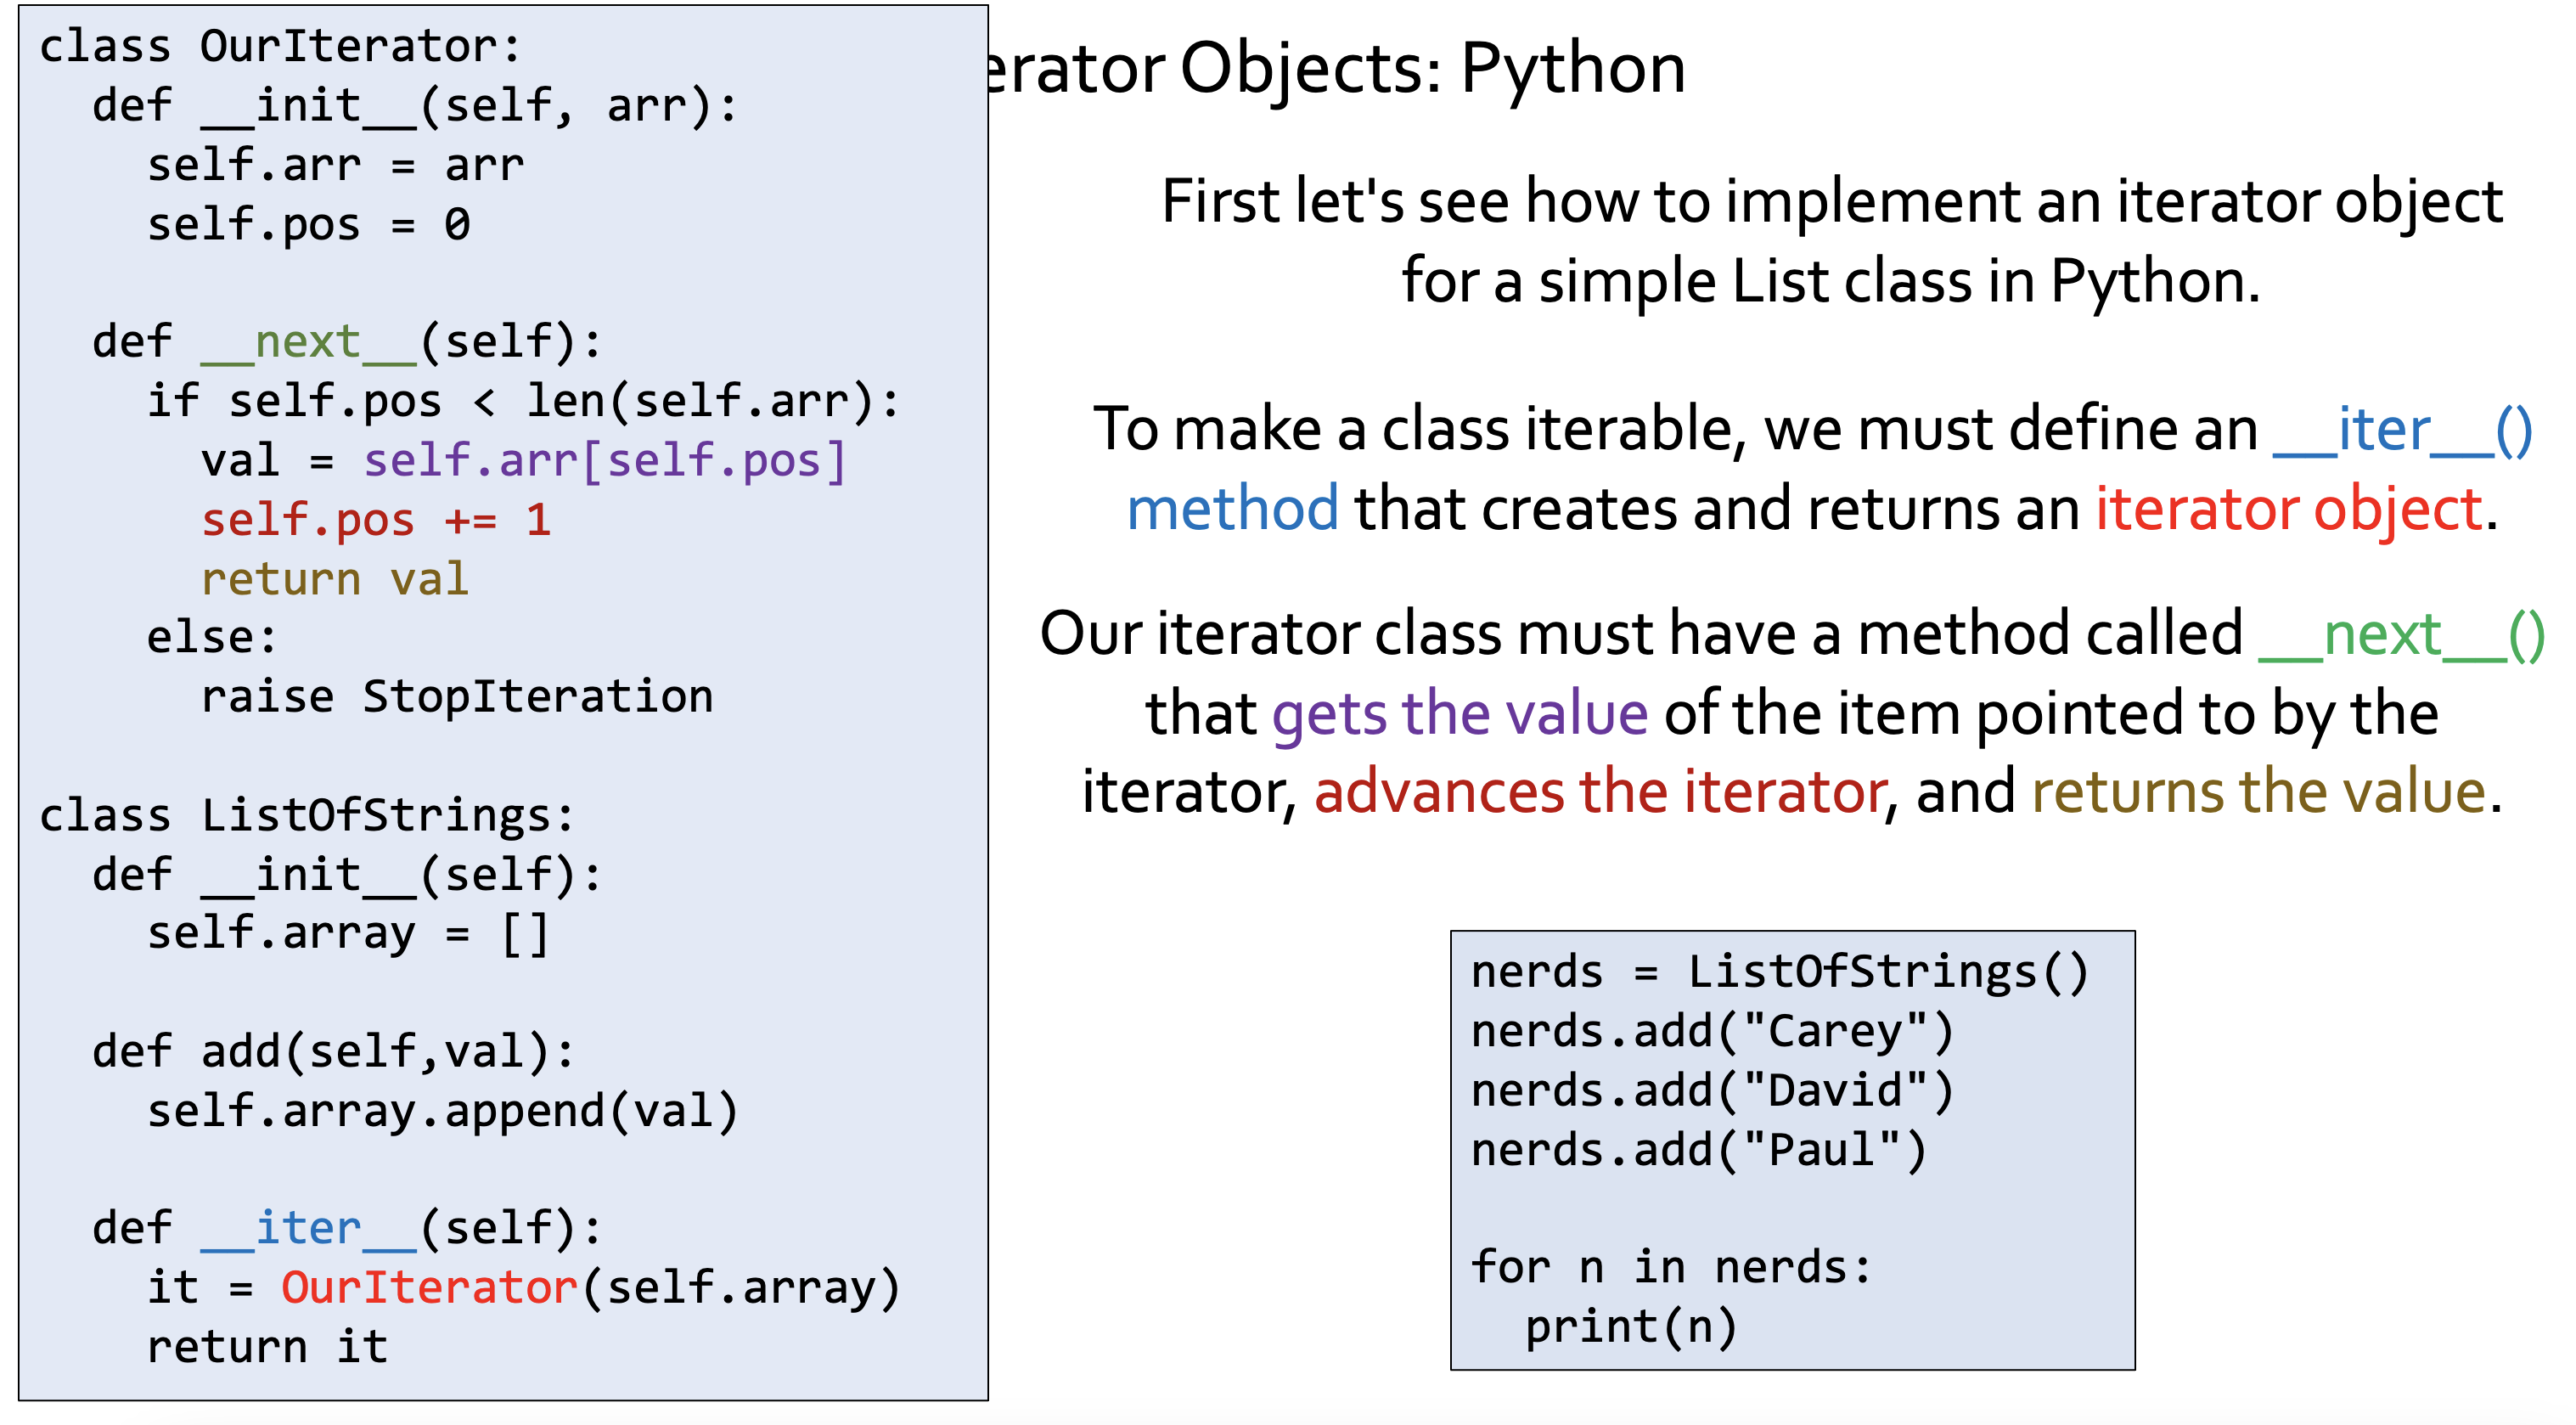 class OurIterator:
  def __init__(self, arr):
    self.arr = arr
    self.pos = 0
  def __next__(self):
    if self.pos < len(self.arr):
      val = self.arr[self.pos]
      self.pos += 1
      return val
    else:
      raise StopIteration
class ListOfStrings:
  def __init__(self):
    self.array = []
  def add(self,val):
    self.array.append(val)
  def __iter__(self):
    it = OurIterator(self.array)
    return it
erator Objects: Python
First let's see how to implement an iterator object
for a simple List class in Python.
To make a class iterable, we must define an __iter__()
method that creates and returns an iterator object.
Our iterator class must have a method called __next__()
that gets the value of the item pointed to by the
iterator, advances the iterator, and returns the value.
nerds = ListOfStrings()
nerds.add("Carey")
nerds.add("David")
nerds.add("Paul")
for n in nerds:
  print(n)